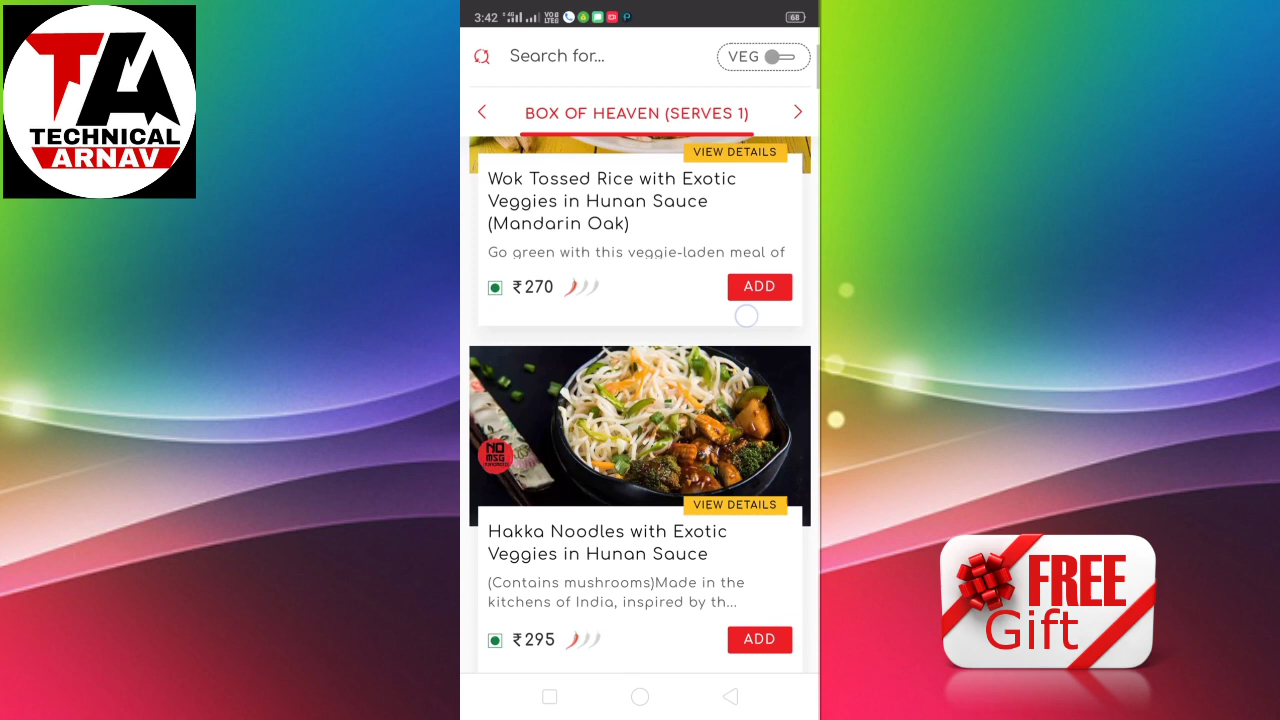 TA
TECHNICAL
ARNAV
3:42
4G
VO
LTE
68
Search for...
VEG
BOX OF HEAVEN (SERVES 1)
VIEW DETAILS
Wok Tossed Rice with Exotic
Veggies in Hunan Sauce
(Mandarin Oak)
Go green with this veggie-laden meal of
₹270
ADD
NO
MSG
VIEW DETAILS
Hakka Noodles with Exotic
Veggies in Hunan Sauce
(Contains mushrooms)Made in the
kitchens of India, inspired by th...
₹295
ADD
FREE
Gift